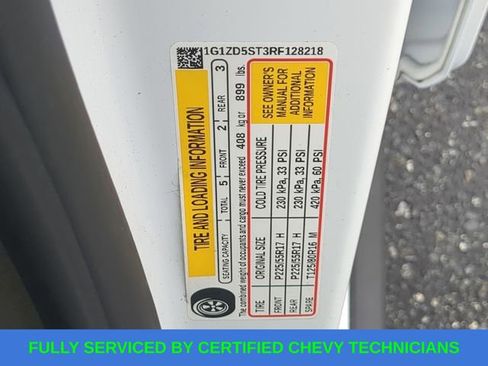 1G1ZD5ST3RF128218
TIRE AND LOADING INFORMATION
SEATING CAPACITY | TOTAL 5 | FRONT 2 | REAR 3
The combined weight of occupants and cargo must never exceed 408 kg or 899 lbs.
TIRE ORIGINAL SIZE COLD TIRE PRESSURE
FRONT P225/55R17 H 230 kPa, 33 PSI
REAR P225/55R17 H 230 kPa, 33 PSI
SPARE T125/80R16 M 420 kPa, 60 PSI
SEE OWNER'S
MANUAL FOR
ADDITIONAL
INFORMATION
FULLY SERVICED BY CERTIFIED CHEVY TECHNICIANS